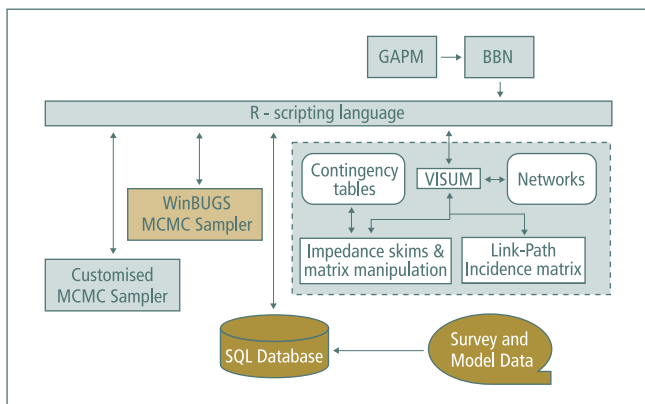 GAPM
BBN
R - scripting language
Contingency
tables
VISUM
Networks
WinBUGS
MCMC Sampler
Impedance skims &
matrix manipulation
Link-Path
Incidence matrix
Customised
MCMC Sampler
SQL Database
Survey and
Model Data